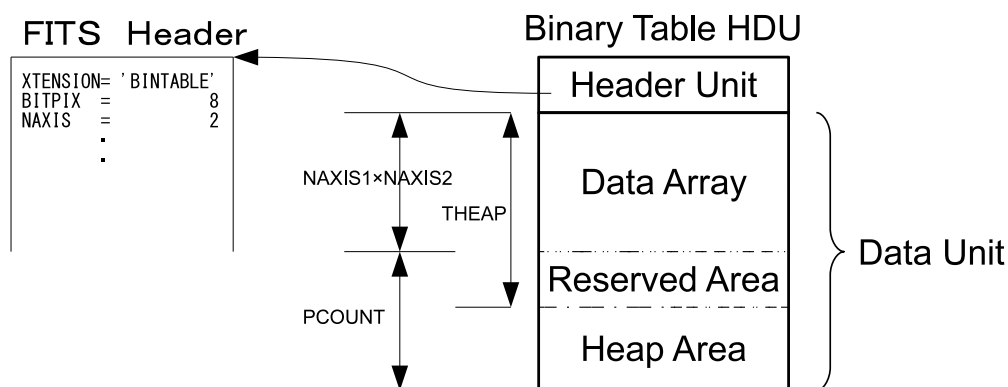 FITS Header
XTENSION= 'BINTABLE'
BITPIX = 8
NAXIS = 2
.
.
Binary Table HDU
Header Unit
NAXIS1×NAXIS2
THEAP
PCOUNT
Data Array
Reserved Area
Heap Area
Data Unit